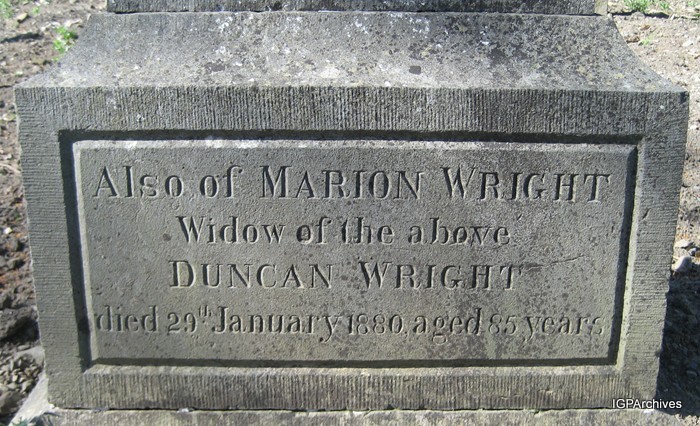 Also of MARION WRIGHT
Widow of the above
DUNCAN WRIGHT
died 29th January 1880, aged 85 years
IGPArchives